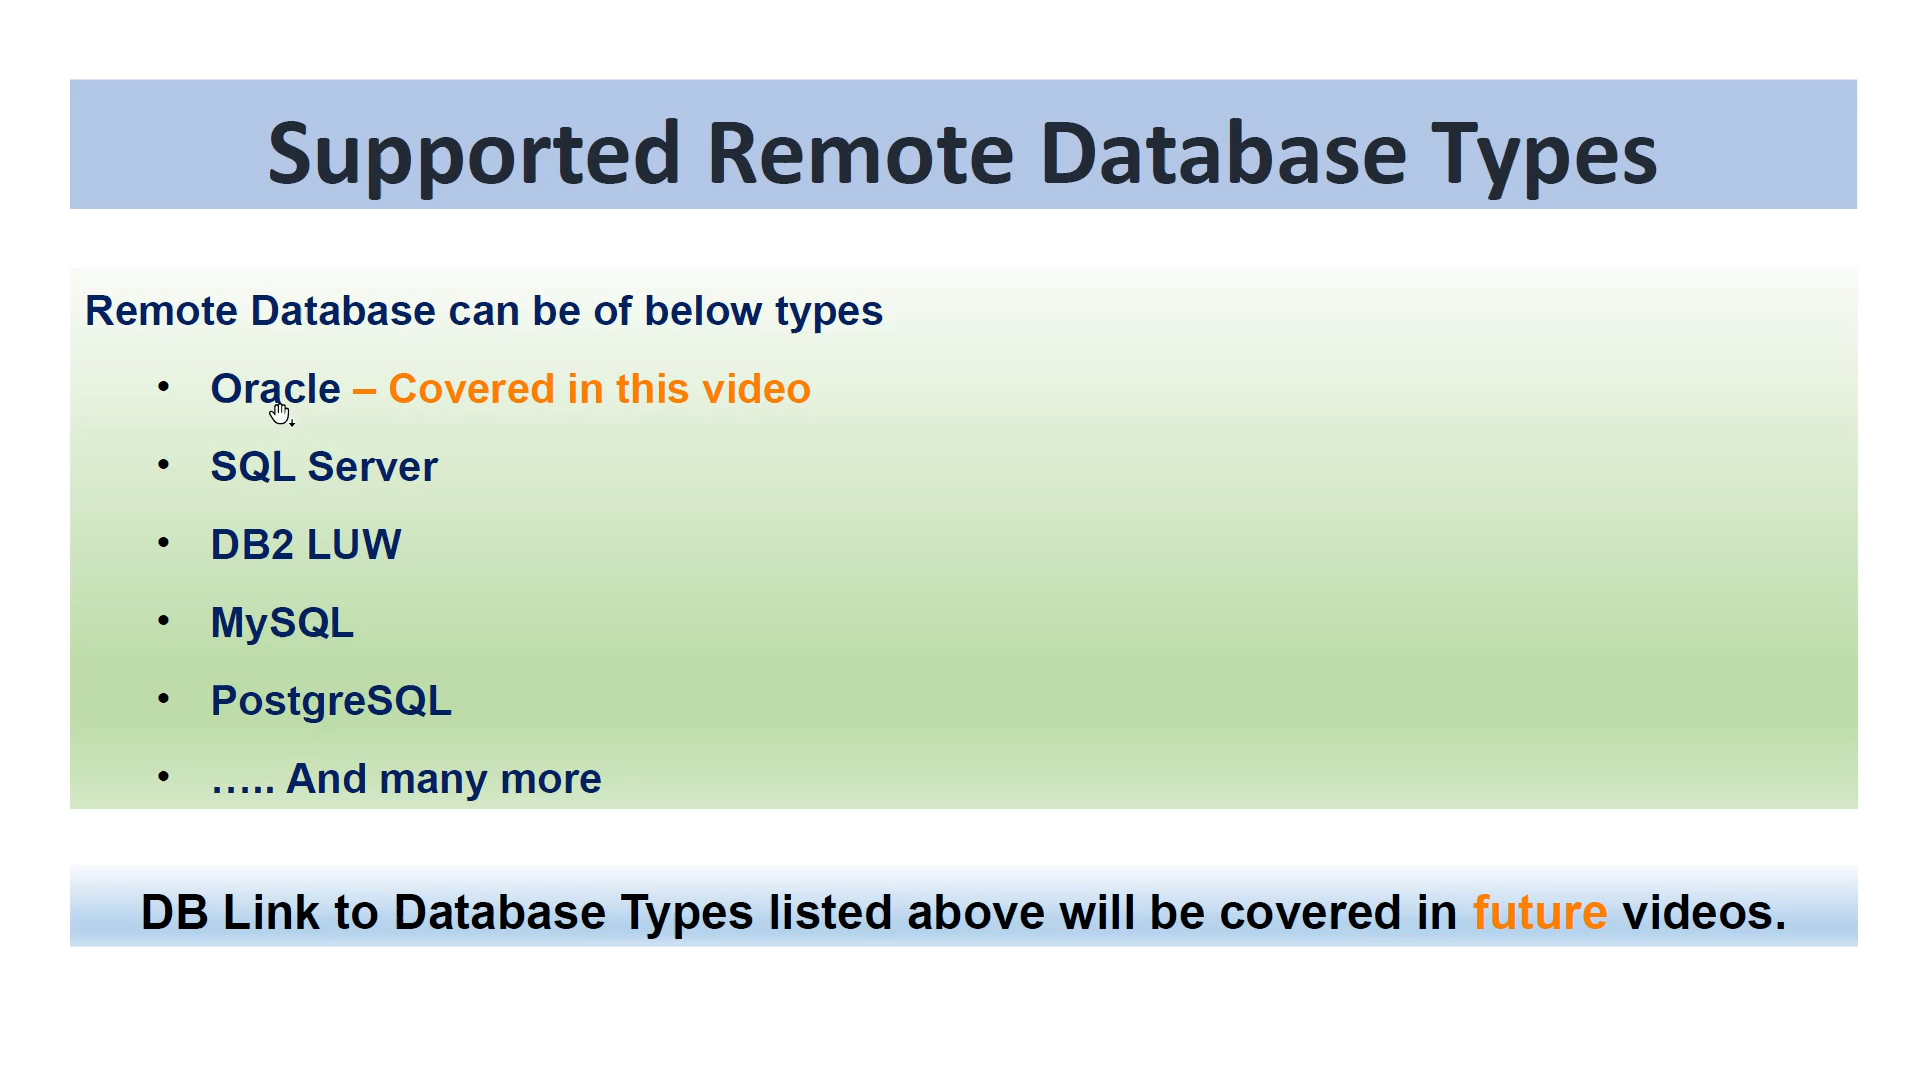 Supported Remote Database Types
Remote Database can be of below types
• Oracle – Covered in this video
• SQL Server
• DB2 LUW
• MySQL
• PostgreSQL
• ….. And many more
DB Link to Database Types listed above will be covered in future videos.